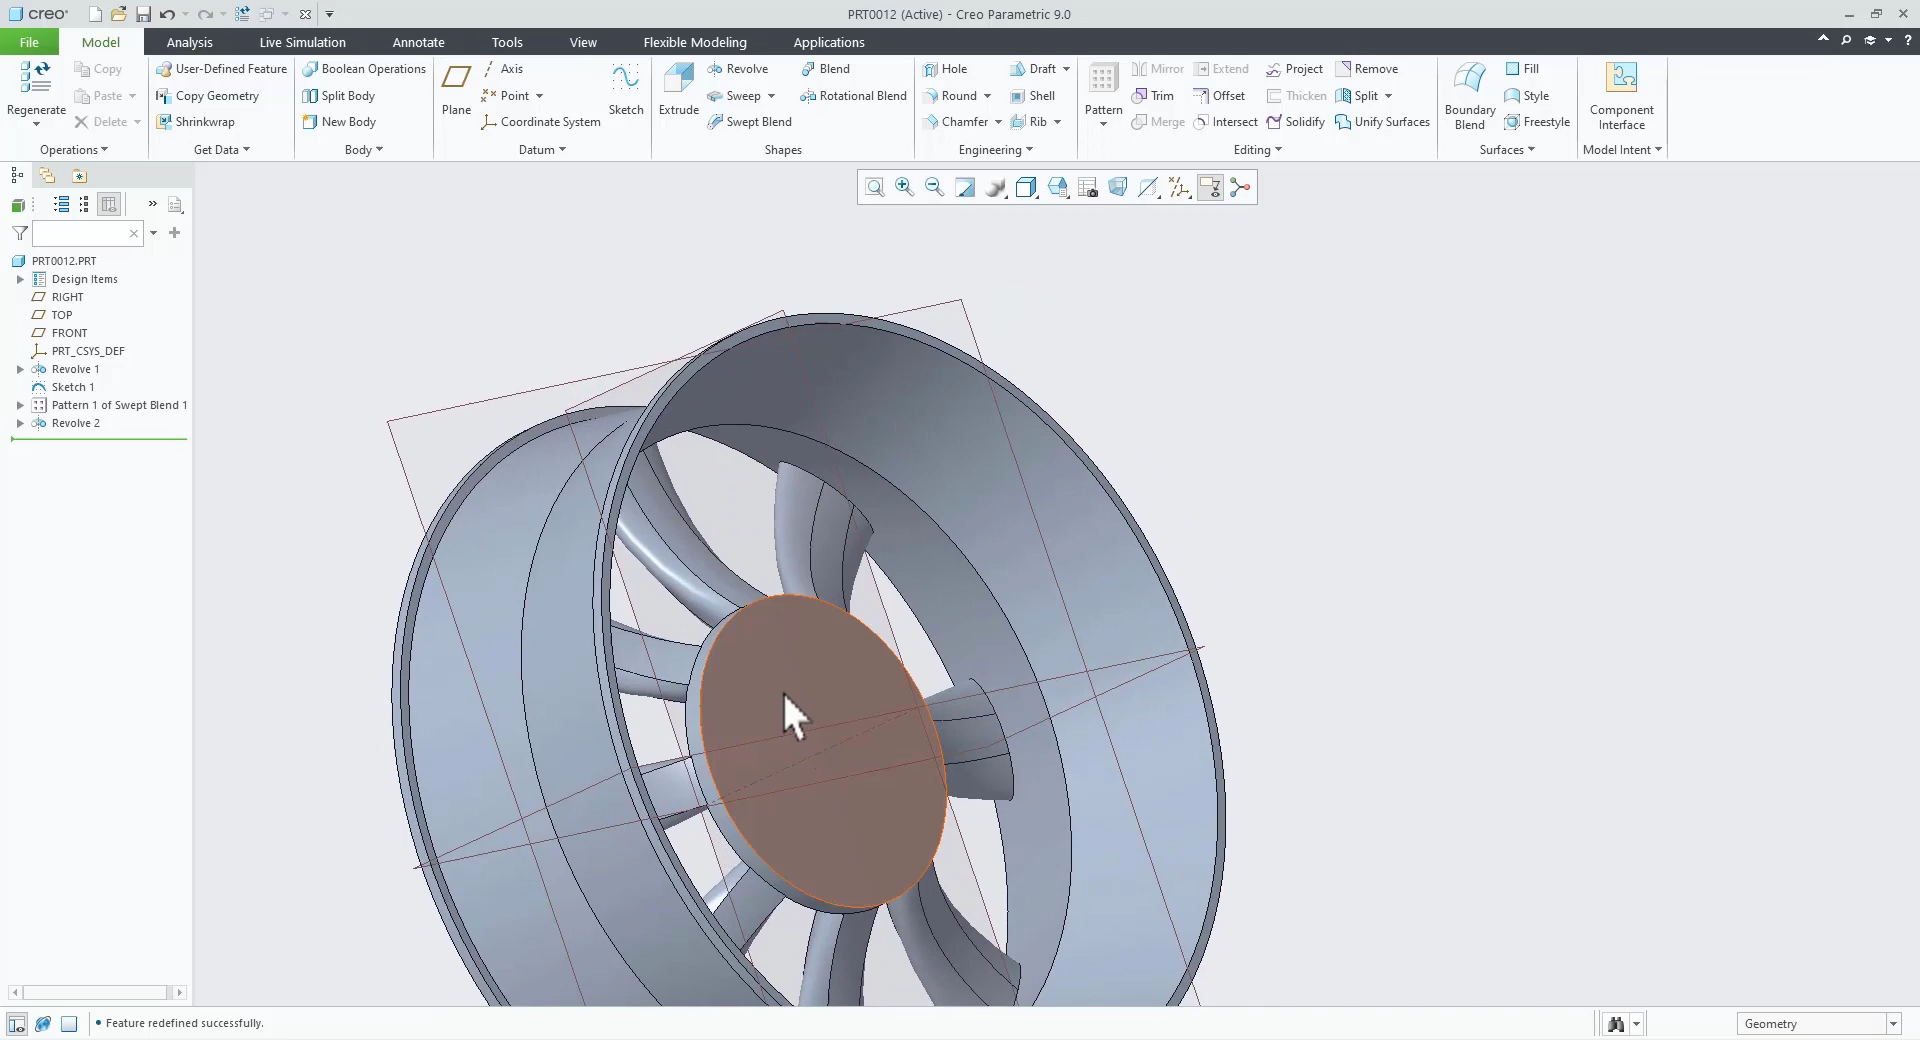 creo
PRT0012 (Active) - Creo Parametric 9.0
File Model Analysis Live Simulation Annotate Tools View Flexible Modeling Applications
Regenerate
Copy
Paste
Delete
Operations
User-Defined Feature
Copy Geometry
Shrinkwrap
Get Data
Boolean Operations
Split Body
New Body
Body
Plane
Axis
Point
Coordinate System
Sketch
Datum
Extrude
Revolve
Sweep
Swept Blend
Blend
Rotational Blend
Shapes
Hole
Round
Chamfer
Draft
Shell
Rib
Engineering
Pattern
Mirror
Trim
Merge
Extend
Offset
Intersect
Project
Thicken
Solidify
Remove
Split
Unify Surfaces
Editing
Boundary
Blend
Fill
Style
Freestyle
Surfaces
Component
Interface
Model Intent
PRT0012.PRT
Design Items
RIGHT
TOP
FRONT
PRT_CSYS_DEF
Revolve 1
Sketch 1
Pattern 1 of Swept Blend 1
Revolve 2
• Feature redefined successfully.
Geometry